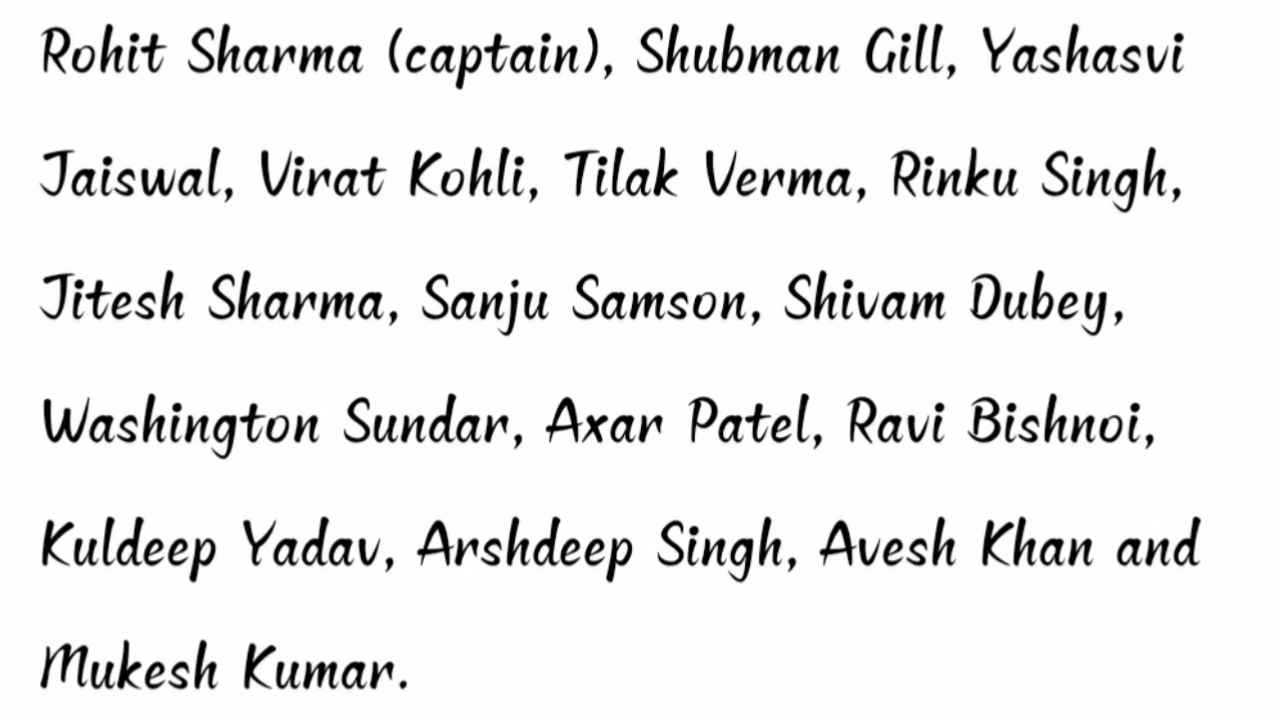 Rohit Sharma (captain), Shubman Gill, Yashasvi
Jaiswal, Virat Kohli, Tilak Verma, Rinku Singh,
Jitesh Sharma, Sanju Samson, Shivam Dubey,
Washington Sundar, Axar Patel, Ravi Bishnoi,
Kuldeep Yadav, Arshdeep Singh, Avesh Khan and
Mukesh Kumar.